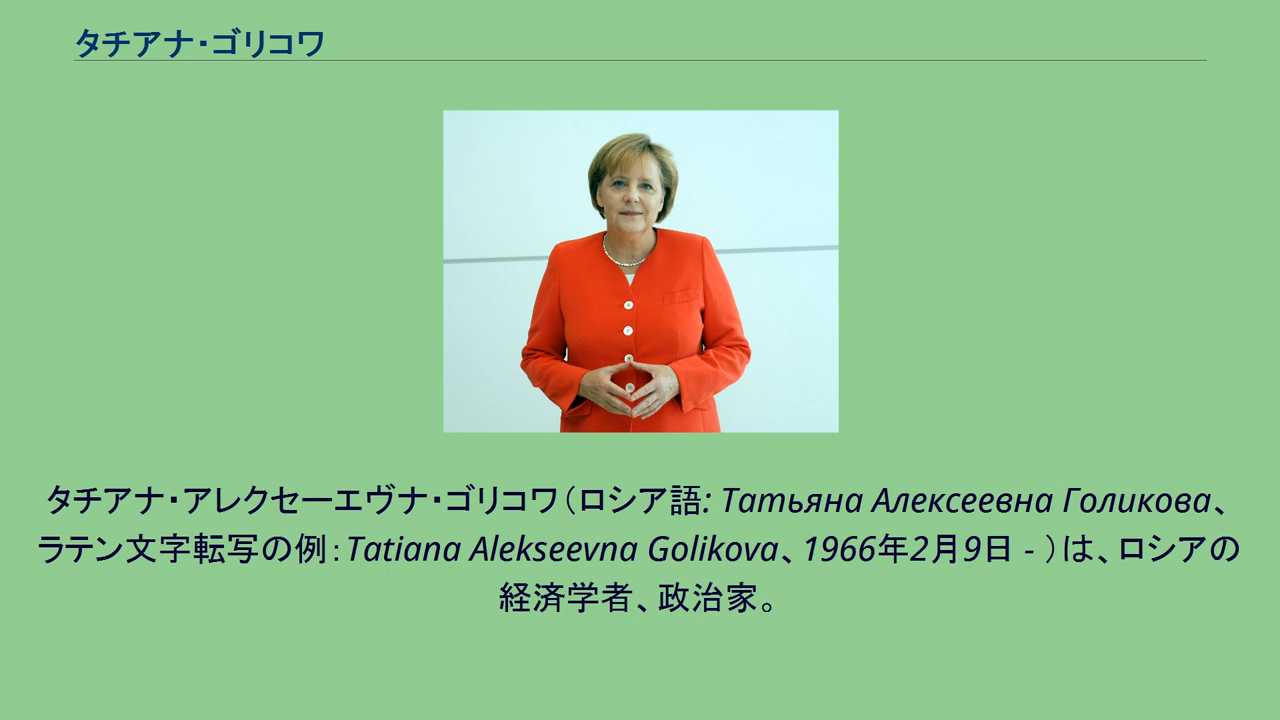 タチアナ・ゴリコワ
タチアナ・アレクセーエヴナ・ゴリコワ（ロシア語: Татьяна Алексеевна Голикова、
ラテン文字転写の例：Tatiana Alekseevna Golikova、1966年2月9日 - ）は、ロシアの
経済学者、政治家。